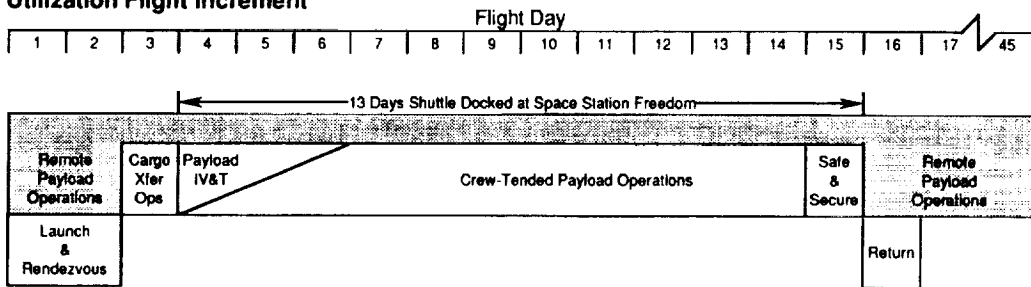 Utilization Flight Increment
Flight Day
1 2 3 4 5 6 7 8 9 10 11 12 13 14 15 16 17 45
13 Days Shuttle Docked at Space Station Freedom
Remote
Payload
Operations
Cargo
Xfer
Ops
Payload
IV&T
Crew-Tended Payload Operations
Safe
&
Secure
Remote
Payload
Operations
Launch
&
Rendezvous
Return